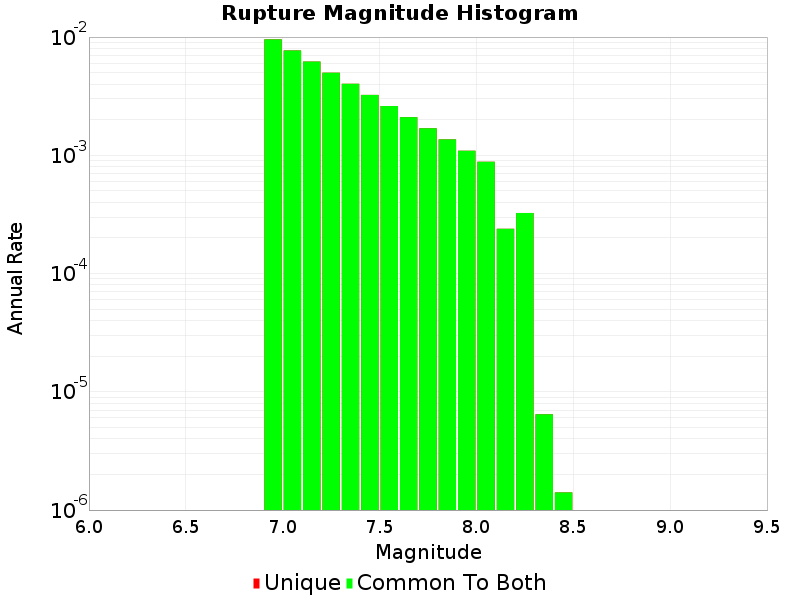 Rupture Magnitude Histogram
10^-2
10^-3
10^-4
10^-5
10^-6
Annual Rate
6.0 6.5 7.0 7.5 8.0 8.5 9.0 9.5
Magnitude
Unique Common To Both